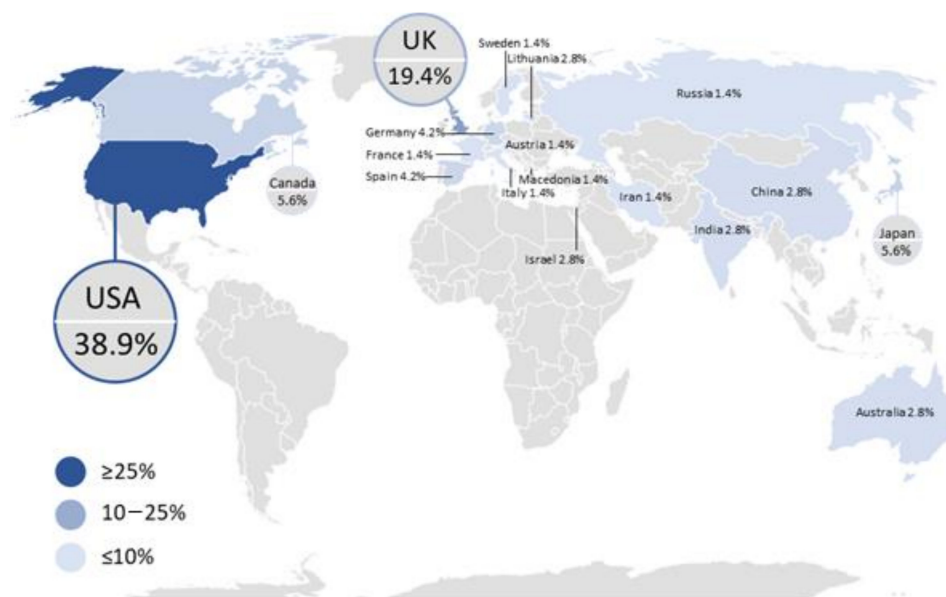 UK
19.4%
Sweden 1.4%
Lithuania 2.8%
Russia 1.4%
Germany 4.2%
Austria 1.4%
France 1.4%
Spain 4.2%
Macedonia 1.4%
Italy 1.4%
Canada
5.6%
Iran 1.4%
China 2.8%
India 2.8%
Japan
5.6%
Israel 2.8%
USA
38.9%
Australia 2.8%
≥25%
10−25%
≤10%